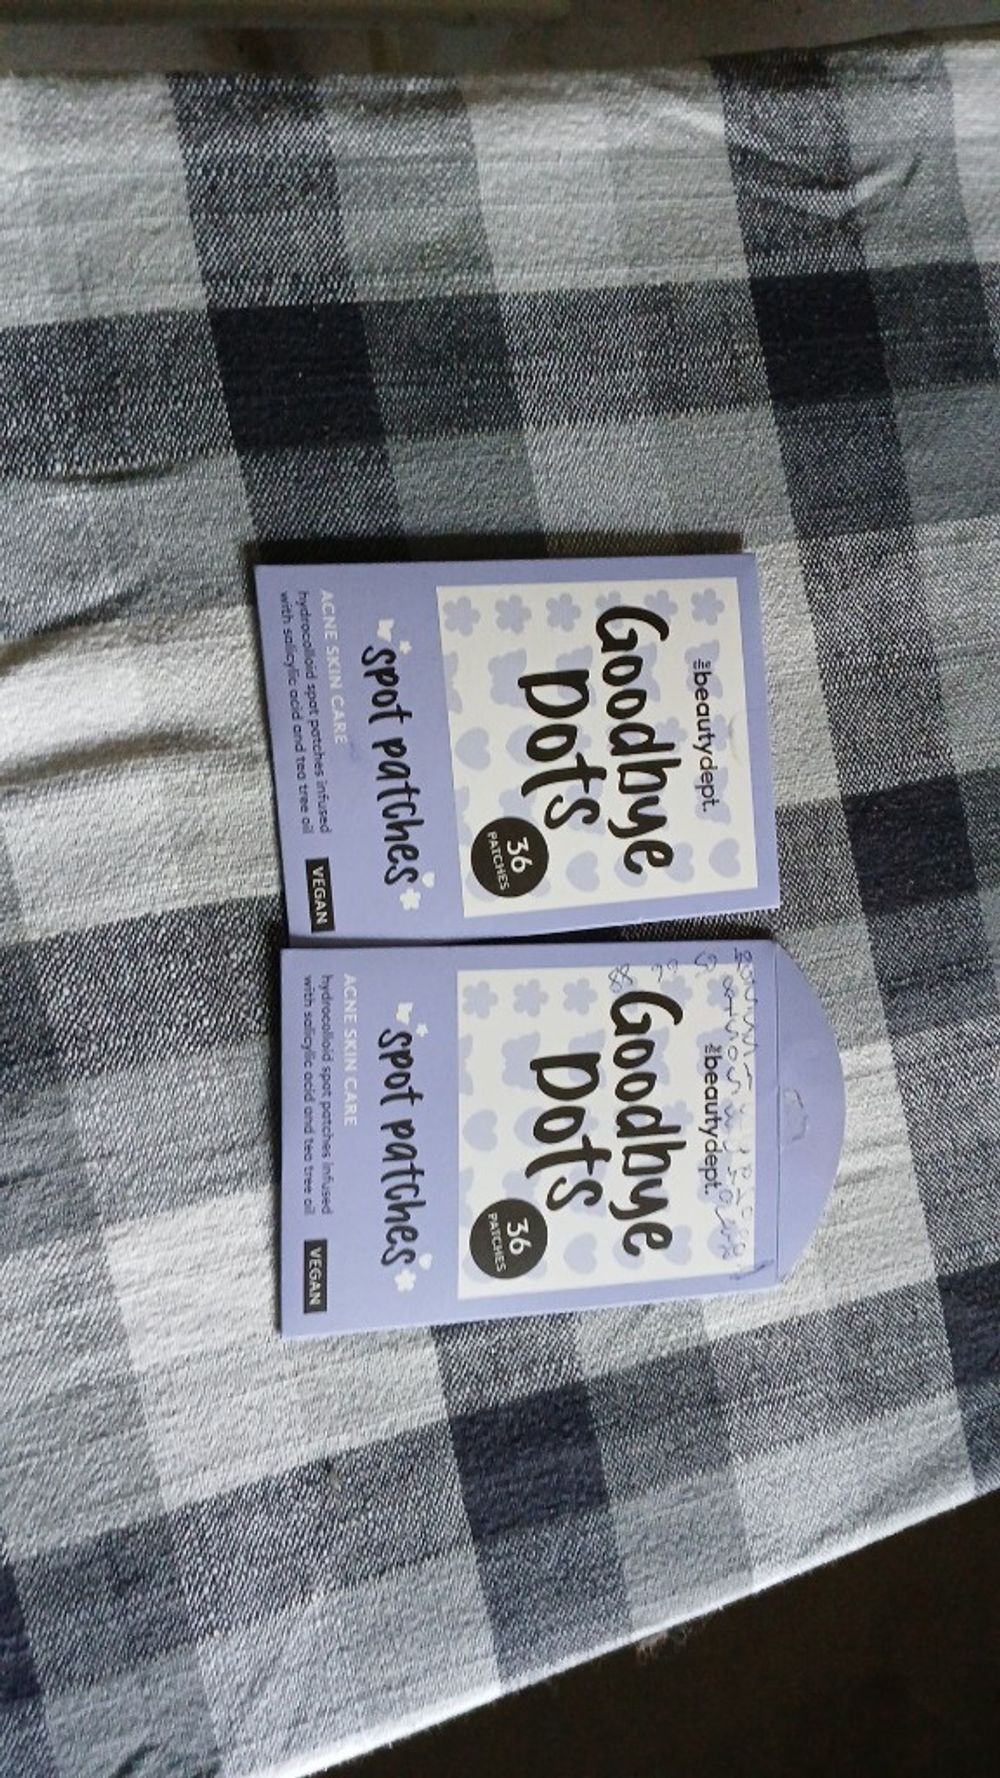 the beautydept.
Goodbye
Dots
36
PATCHES
spot patches
ACNE SKIN CARE
hydrocolloid spot patches infused
with salicylic acid and tea tree oil
VEGAN
the beautydept.
Goodbye
Dots
36
PATCHES
spot patches
ACNE SKIN CARE
hydrocolloid spot patches infused
with salicylic acid and tea tree oil
VEGAN